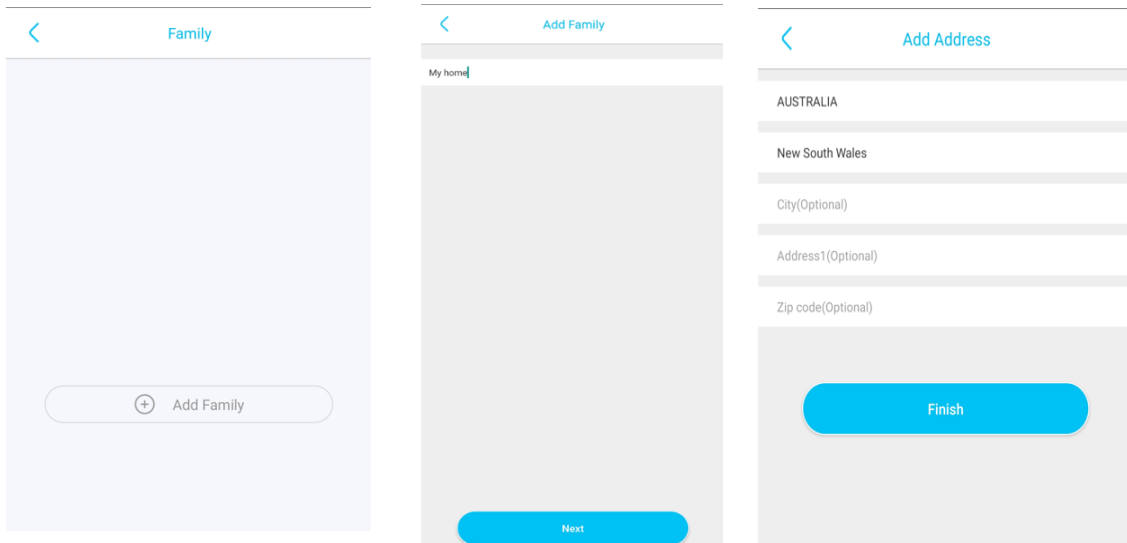 Family
Add Family
Add Family
My home
Next
Add Address
AUSTRALIA
New South Wales
City(Optional)
Address1(Optional)
Zip code(Optional)
Finish